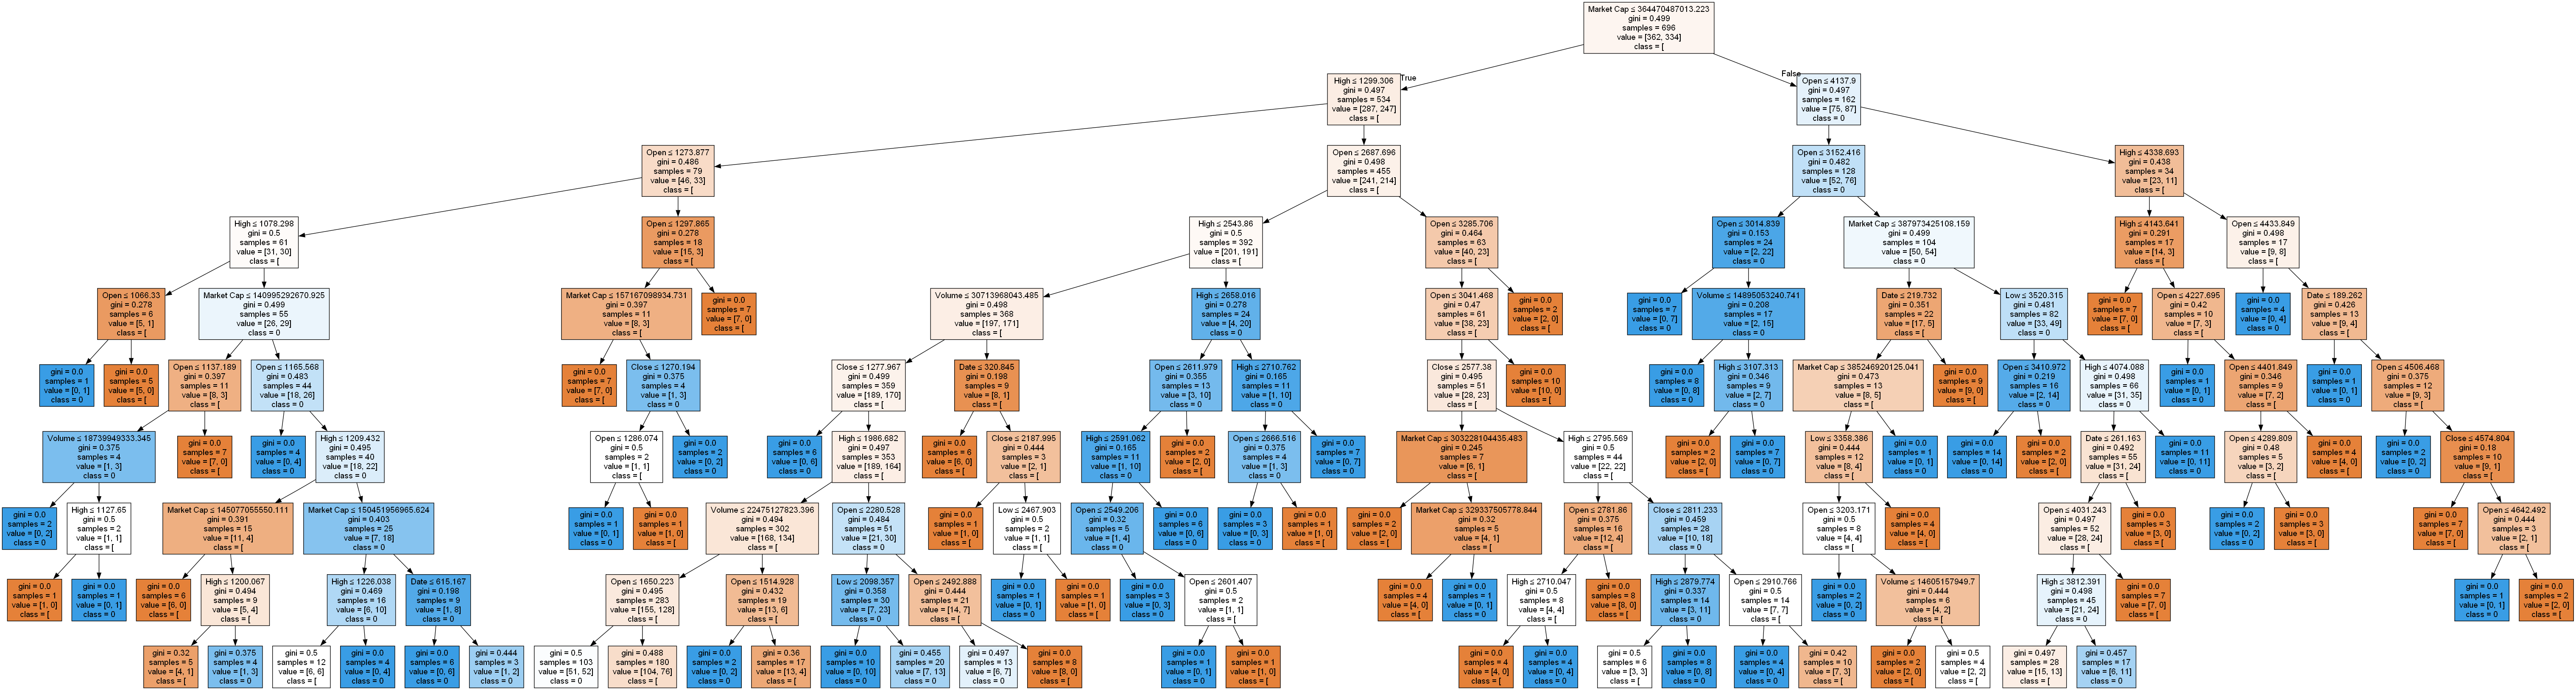 Market Cap ≤ 364470487013.223
gini = 0.499
samples = 696
value = [362, 334]
class = [
True
False
High ≤ 1299.306
gini = 0.497
samples = 534
value = [287, 247]
class = [
Open ≤ 4137.9
gini = 0.497
samples = 162
value = [75, 87]
class = 0
Open ≤ 1273.877
gini = 0.486
samples = 79
value = [46, 33]
class = [
Open ≤ 2687.696
gini = 0.498
samples = 455
value = [241, 214]
class = [
Open ≤ 3152.416
gini = 0.482
samples = 128
value = [52, 76]
class = 0
High ≤ 4338.693
gini = 0.438
samples = 34
value = [23, 11]
class = [
High ≤ 1078.298
gini = 0.5
samples = 61
value = [31, 30]
class = [
Open ≤ 1297.865
gini = 0.278
samples = 18
value = [15, 3]
class = [
High ≤ 2543.86
gini = 0.5
samples = 392
value = [201, 191]
class = [
Open ≤ 3285.706
gini = 0.464
samples = 63
value = [40, 23]
class = [
Open ≤ 3014.839
gini = 0.153
samples = 24
value = [2, 22]
class = 0
Market Cap ≤ 387973425108.159
gini = 0.499
samples = 104
value = [50, 54]
class = 0
High ≤ 4143.641
gini = 0.291
samples = 17
value = [14, 3]
class = [
Open ≤ 4433.849
gini = 0.498
samples = 17
value = [9, 8]
class = [
Open ≤ 1066.33
gini = 0.278
samples = 6
value = [5, 1]
class = [
Market Cap ≤ 140995292670.925
gini = 0.499
samples = 55
value = [26, 29]
class = 0
Market Cap ≤ 157167098934.731
gini = 0.397
samples = 11
value = [8, 3]
class = [
gini = 0.0
samples = 7
value = [7, 0]
class = [
Volume ≤ 30713968043.485
gini = 0.498
samples = 368
value = [197, 171]
class = [
High ≤ 2658.016
gini = 0.278
samples = 24
value = [4, 20]
class = 0
Open ≤ 3041.468
gini = 0.47
samples = 61
value = [38, 23]
class = [
gini = 0.0
samples = 2
value = [2, 0]
class = [
gini = 0.0
samples = 7
value = [0, 7]
class = 0
Volume ≤ 14895053240.741
gini = 0.208
samples = 17
value = [2, 15]
class = 0
Date ≤ 219.732
gini = 0.351
samples = 22
value = [17, 5]
class = [
Low ≤ 3520.315
gini = 0.481
samples = 82
value = [33, 49]
class = 0
gini = 0.0
samples = 7
value = [7, 0]
class = [
Open ≤ 4227.695
gini = 0.42
samples = 10
value = [7, 3]
class = [
gini = 0.0
samples = 4
value = [0, 4]
class = 0
Date ≤ 189.262
gini = 0.426
samples = 13
value = [9, 4]
class = [
gini = 0.0
samples = 1
value = [0, 1]
class = 0
gini = 0.0
samples = 5
value = [5, 0]
class = [
Open ≤ 1137.189
gini = 0.397
samples = 11
value = [8, 3]
class = [
Open ≤ 1165.568
gini = 0.483
samples = 44
value = [18, 26]
class = 0
gini = 0.0
samples = 7
value = [7, 0]
class = [
Close ≤ 1270.194
gini = 0.375
samples = 4
value = [1, 3]
class = 0
Close ≤ 1277.967
gini = 0.499
samples = 359
value = [189, 170]
class = [
Date ≤ 320.845
gini = 0.198
samples = 9
value = [8, 1]
class = [
Open ≤ 2611.979
gini = 0.355
samples = 13
value = [3, 10]
class = 0
High ≤ 2710.762
gini = 0.165
samples = 11
value = [1, 10]
class = 0
Close ≤ 2577.38
gini = 0.495
samples = 51
value = [28, 23]
class = [
gini = 0.0
samples = 10
value = [10, 0]
class = [
gini = 0.0
samples = 8
value = [0, 8]
class = 0
High ≤ 3107.313
gini = 0.346
samples = 9
value = [2, 7]
class = 0
Market Cap ≤ 385246920125.041
gini = 0.473
samples = 13
value = [8, 5]
class = [
gini = 0.0
samples = 9
value = [9, 0]
class = [
Open ≤ 3410.972
gini = 0.219
samples = 16
value = [2, 14]
class = 0
High ≤ 4074.088
gini = 0.498
samples = 66
value = [31, 35]
class = 0
gini = 0.0
samples = 1
value = [0, 1]
class = 0
Open ≤ 4401.849
gini = 0.346
samples = 9
value = [7, 2]
class = [
gini = 0.0
samples = 1
value = [0, 1]
class = 0
Open ≤ 4506.468
gini = 0.375
samples = 12
value = [9, 3]
class = [
Volume ≤ 18739949333.345
gini = 0.375
samples = 4
value = [1, 3]
class = 0
gini = 0.0
samples = 7
value = [7, 0]
class = [
gini = 0.0
samples = 4
value = [0, 4]
class = 0
High ≤ 1209.432
gini = 0.495
samples = 40
value = [18, 22]
class = 0
Open ≤ 1286.074
gini = 0.5
samples = 2
value = [1, 1]
class = [
gini = 0.0
samples = 2
value = [0, 2]
class = 0
gini = 0.0
samples = 6
value = [0, 6]
class = 0
High ≤ 1986.682
gini = 0.497
samples = 353
value = [189, 164]
class = [
gini = 0.0
samples = 6
value = [6, 0]
class = [
Close ≤ 2187.995
gini = 0.444
samples = 3
value = [2, 1]
class = [
High ≤ 2591.062
gini = 0.165
samples = 11
value = [1, 10]
class = 0
gini = 0.0
samples = 2
value = [2, 0]
class = [
Open ≤ 2666.516
gini = 0.375
samples = 4
value = [1, 3]
class = 0
gini = 0.0
samples = 7
value = [0, 7]
class = 0
Market Cap ≤ 303228104435.483
gini = 0.245
samples = 7
value = [6, 1]
class = [
High ≤ 2795.569
gini = 0.5
samples = 44
value = [22, 22]
class = [
gini = 0.0
samples = 2
value = [2, 0]
class = [
gini = 0.0
samples = 7
value = [0, 7]
class = 0
Low ≤ 3358.386
gini = 0.444
samples = 12
value = [8, 4]
class = [
gini = 0.0
samples = 1
value = [0, 1]
class = 0
gini = 0.0
samples = 14
value = [0, 14]
class = 0
gini = 0.0
samples = 2
value = [2, 0]
class = [
Date ≤ 261.163
gini = 0.492
samples = 55
value = [31, 24]
class = [
gini = 0.0
samples = 11
value = [0, 11]
class = 0
Open ≤ 4289.809
gini = 0.48
samples = 5
value = [3, 2]
class = [
gini = 0.0
samples = 4
value = [4, 0]
class = [
gini = 0.0
samples = 2
value = [0, 2]
class = 0
Close ≤ 4574.804
gini = 0.18
samples = 10
value = [9, 1]
class = [
gini = 0.0
samples = 2
value = [0, 2]
class = 0
High ≤ 1127.65
gini = 0.5
samples = 2
value = [1, 1]
class = [
Market Cap ≤ 145077055550.111
gini = 0.391
samples = 15
value = [11, 4]
class = [
Market Cap ≤ 150451956965.624
gini = 0.403
samples = 25
value = [7, 18]
class = 0
gini = 0.0
samples = 1
value = [0, 1]
class = 0
gini = 0.0
samples = 1
value = [1, 0]
class = [
Volume ≤ 22475127823.396
gini = 0.494
samples = 302
value = [168, 134]
class = [
Open ≤ 2280.528
gini = 0.484
samples = 51
value = [21, 30]
class = 0
gini = 0.0
samples = 1
value = [1, 0]
class = [
Low ≤ 2467.903
gini = 0.5
samples = 2
value = [1, 1]
class = [
Open ≤ 2549.206
gini = 0.32
samples = 5
value = [1, 4]
class = 0
gini = 0.0
samples = 6
value = [0, 6]
class = 0
gini = 0.0
samples = 3
value = [0, 3]
class = 0
gini = 0.0
samples = 1
value = [1, 0]
class = [
gini = 0.0
samples = 2
value = [2, 0]
class = [
Market Cap ≤ 329337505778.844
gini = 0.32
samples = 5
value = [4, 1]
class = [
Open ≤ 2781.86
gini = 0.375
samples = 16
value = [12, 4]
class = [
Close ≤ 2811.233
gini = 0.459
samples = 28
value = [10, 18]
class = 0
Open ≤ 3203.171
gini = 0.5
samples = 8
value = [4, 4]
class = [
gini = 0.0
samples = 4
value = [4, 0]
class = [
Open ≤ 4031.243
gini = 0.497
samples = 52
value = [28, 24]
class = [
gini = 0.0
samples = 3
value = [3, 0]
class = [
gini = 0.0
samples = 2
value = [0, 2]
class = 0
gini = 0.0
samples = 3
value = [3, 0]
class = [
gini = 0.0
samples = 7
value = [7, 0]
class = [
Open ≤ 4642.492
gini = 0.444
samples = 3
value = [2, 1]
class = [
gini = 0.0
samples = 1
value = [1, 0]
class = [
gini = 0.0
samples = 1
value = [0, 1]
class = 0
gini = 0.0
samples = 6
value = [6, 0]
class = [
High ≤ 1200.067
gini = 0.494
samples = 9
value = [5, 4]
class = [
High ≤ 1226.038
gini = 0.469
samples = 16
value = [6, 10]
class = 0
Date ≤ 615.167
gini = 0.198
samples = 9
value = [1, 8]
class = 0
Open ≤ 1650.223
gini = 0.495
samples = 283
value = [155, 128]
class = [
Open ≤ 1514.928
gini = 0.432
samples = 19
value = [13, 6]
class = [
Low ≤ 2098.357
gini = 0.358
samples = 30
value = [7, 23]
class = 0
Open ≤ 2492.888
gini = 0.444
samples = 21
value = [14, 7]
class = [
gini = 0.0
samples = 1
value = [0, 1]
class = 0
gini = 0.0
samples = 1
value = [1, 0]
class = [
gini = 0.0
samples = 3
value = [0, 3]
class = 0
Open ≤ 2601.407
gini = 0.5
samples = 2
value = [1, 1]
class = [
gini = 0.0
samples = 4
value = [4, 0]
class = [
gini = 0.0
samples = 1
value = [0, 1]
class = 0
High ≤ 2710.047
gini = 0.5
samples = 8
value = [4, 4]
class = [
gini = 0.0
samples = 8
value = [8, 0]
class = [
High ≤ 2879.774
gini = 0.337
samples = 14
value = [3, 11]
class = 0
Open ≤ 2910.766
gini = 0.5
samples = 14
value = [7, 7]
class = [
gini = 0.0
samples = 2
value = [0, 2]
class = 0
Volume ≤ 14605157949.7
gini = 0.444
samples = 6
value = [4, 2]
class = [
High ≤ 3812.391
gini = 0.498
samples = 45
value = [21, 24]
class = 0
gini = 0.0
samples = 7
value = [7, 0]
class = [
gini = 0.0
samples = 1
value = [0, 1]
class = 0
gini = 0.0
samples = 2
value = [2, 0]
class = [
gini = 0.32
samples = 5
value = [4, 1]
class = [
gini = 0.375
samples = 4
value = [1, 3]
class = 0
gini = 0.5
samples = 12
value = [6, 6]
class = [
gini = 0.0
samples = 4
value = [0, 4]
class = 0
gini = 0.0
samples = 6
value = [0, 6]
class = 0
gini = 0.444
samples = 3
value = [1, 2]
class = 0
gini = 0.5
samples = 103
value = [51, 52]
class = 0
gini = 0.488
samples = 180
value = [104, 76]
class = [
gini = 0.0
samples = 2
value = [0, 2]
class = 0
gini = 0.36
samples = 17
value = [13, 4]
class = [
gini = 0.0
samples = 10
value = [0, 10]
class = 0
gini = 0.455
samples = 20
value = [7, 13]
class = 0
gini = 0.497
samples = 13
value = [6, 7]
class = 0
gini = 0.0
samples = 8
value = [8, 0]
class = [
gini = 0.0
samples = 1
value = [0, 1]
class = 0
gini = 0.0
samples = 1
value = [1, 0]
class = [
gini = 0.0
samples = 4
value = [4, 0]
class = [
gini = 0.0
samples = 4
value = [0, 4]
class = 0
gini = 0.5
samples = 6
value = [3, 3]
class = [
gini = 0.0
samples = 8
value = [0, 8]
class = 0
gini = 0.0
samples = 4
value = [0, 4]
class = 0
gini = 0.42
samples = 10
value = [7, 3]
class = [
gini = 0.0
samples = 2
value = [2, 0]
class = [
gini = 0.5
samples = 4
value = [2, 2]
class = [
gini = 0.497
samples = 28
value = [15, 13]
class = [
gini = 0.457
samples = 17
value = [6, 11]
class = 0